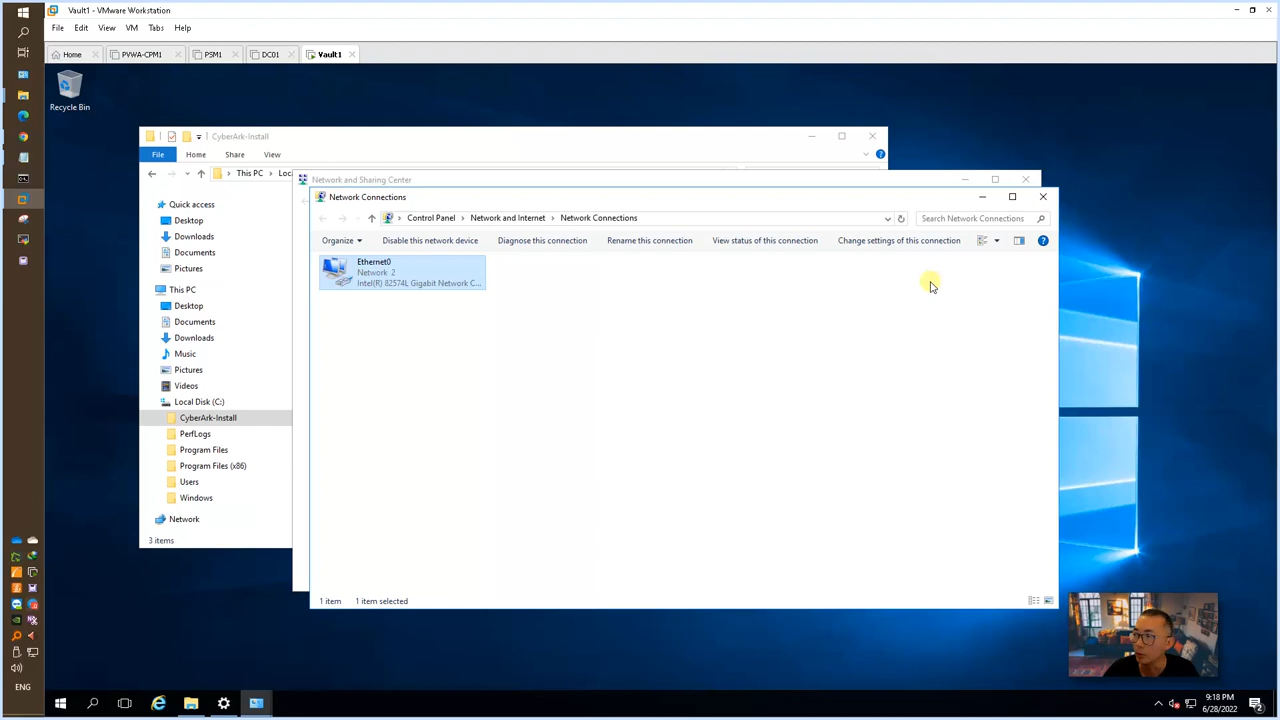 Vault1 - VMware Workstation
File Edit View VM Tabs Help
Home PVWA-CPM1 PSM1 DC01 Vault1
Recycle Bin
CyberArk-Install
File Home Share View
This PC Loc
Quick access
Desktop
Downloads
Documents
Pictures
This PC
Desktop
Documents
Downloads
Music
Pictures
Videos
Local Disk (C:)
CyberArk-Install
PerfLogs
Program Files
Program Files (x86)
Users
Windows
Network
3 items
Network and Sharing Center
Network Connections
Control Panel Network and Internet Network Connections
Search Network Connections
Organize Disable this network device Diagnose this connection Rename this connection View status of this connection Change settings of this connection
Ethernet0
Network 2
Intel(R) 82574L Gigabit Network C...
1 item 1 item selected
ENG
9:18 PM
6/28/2022
2